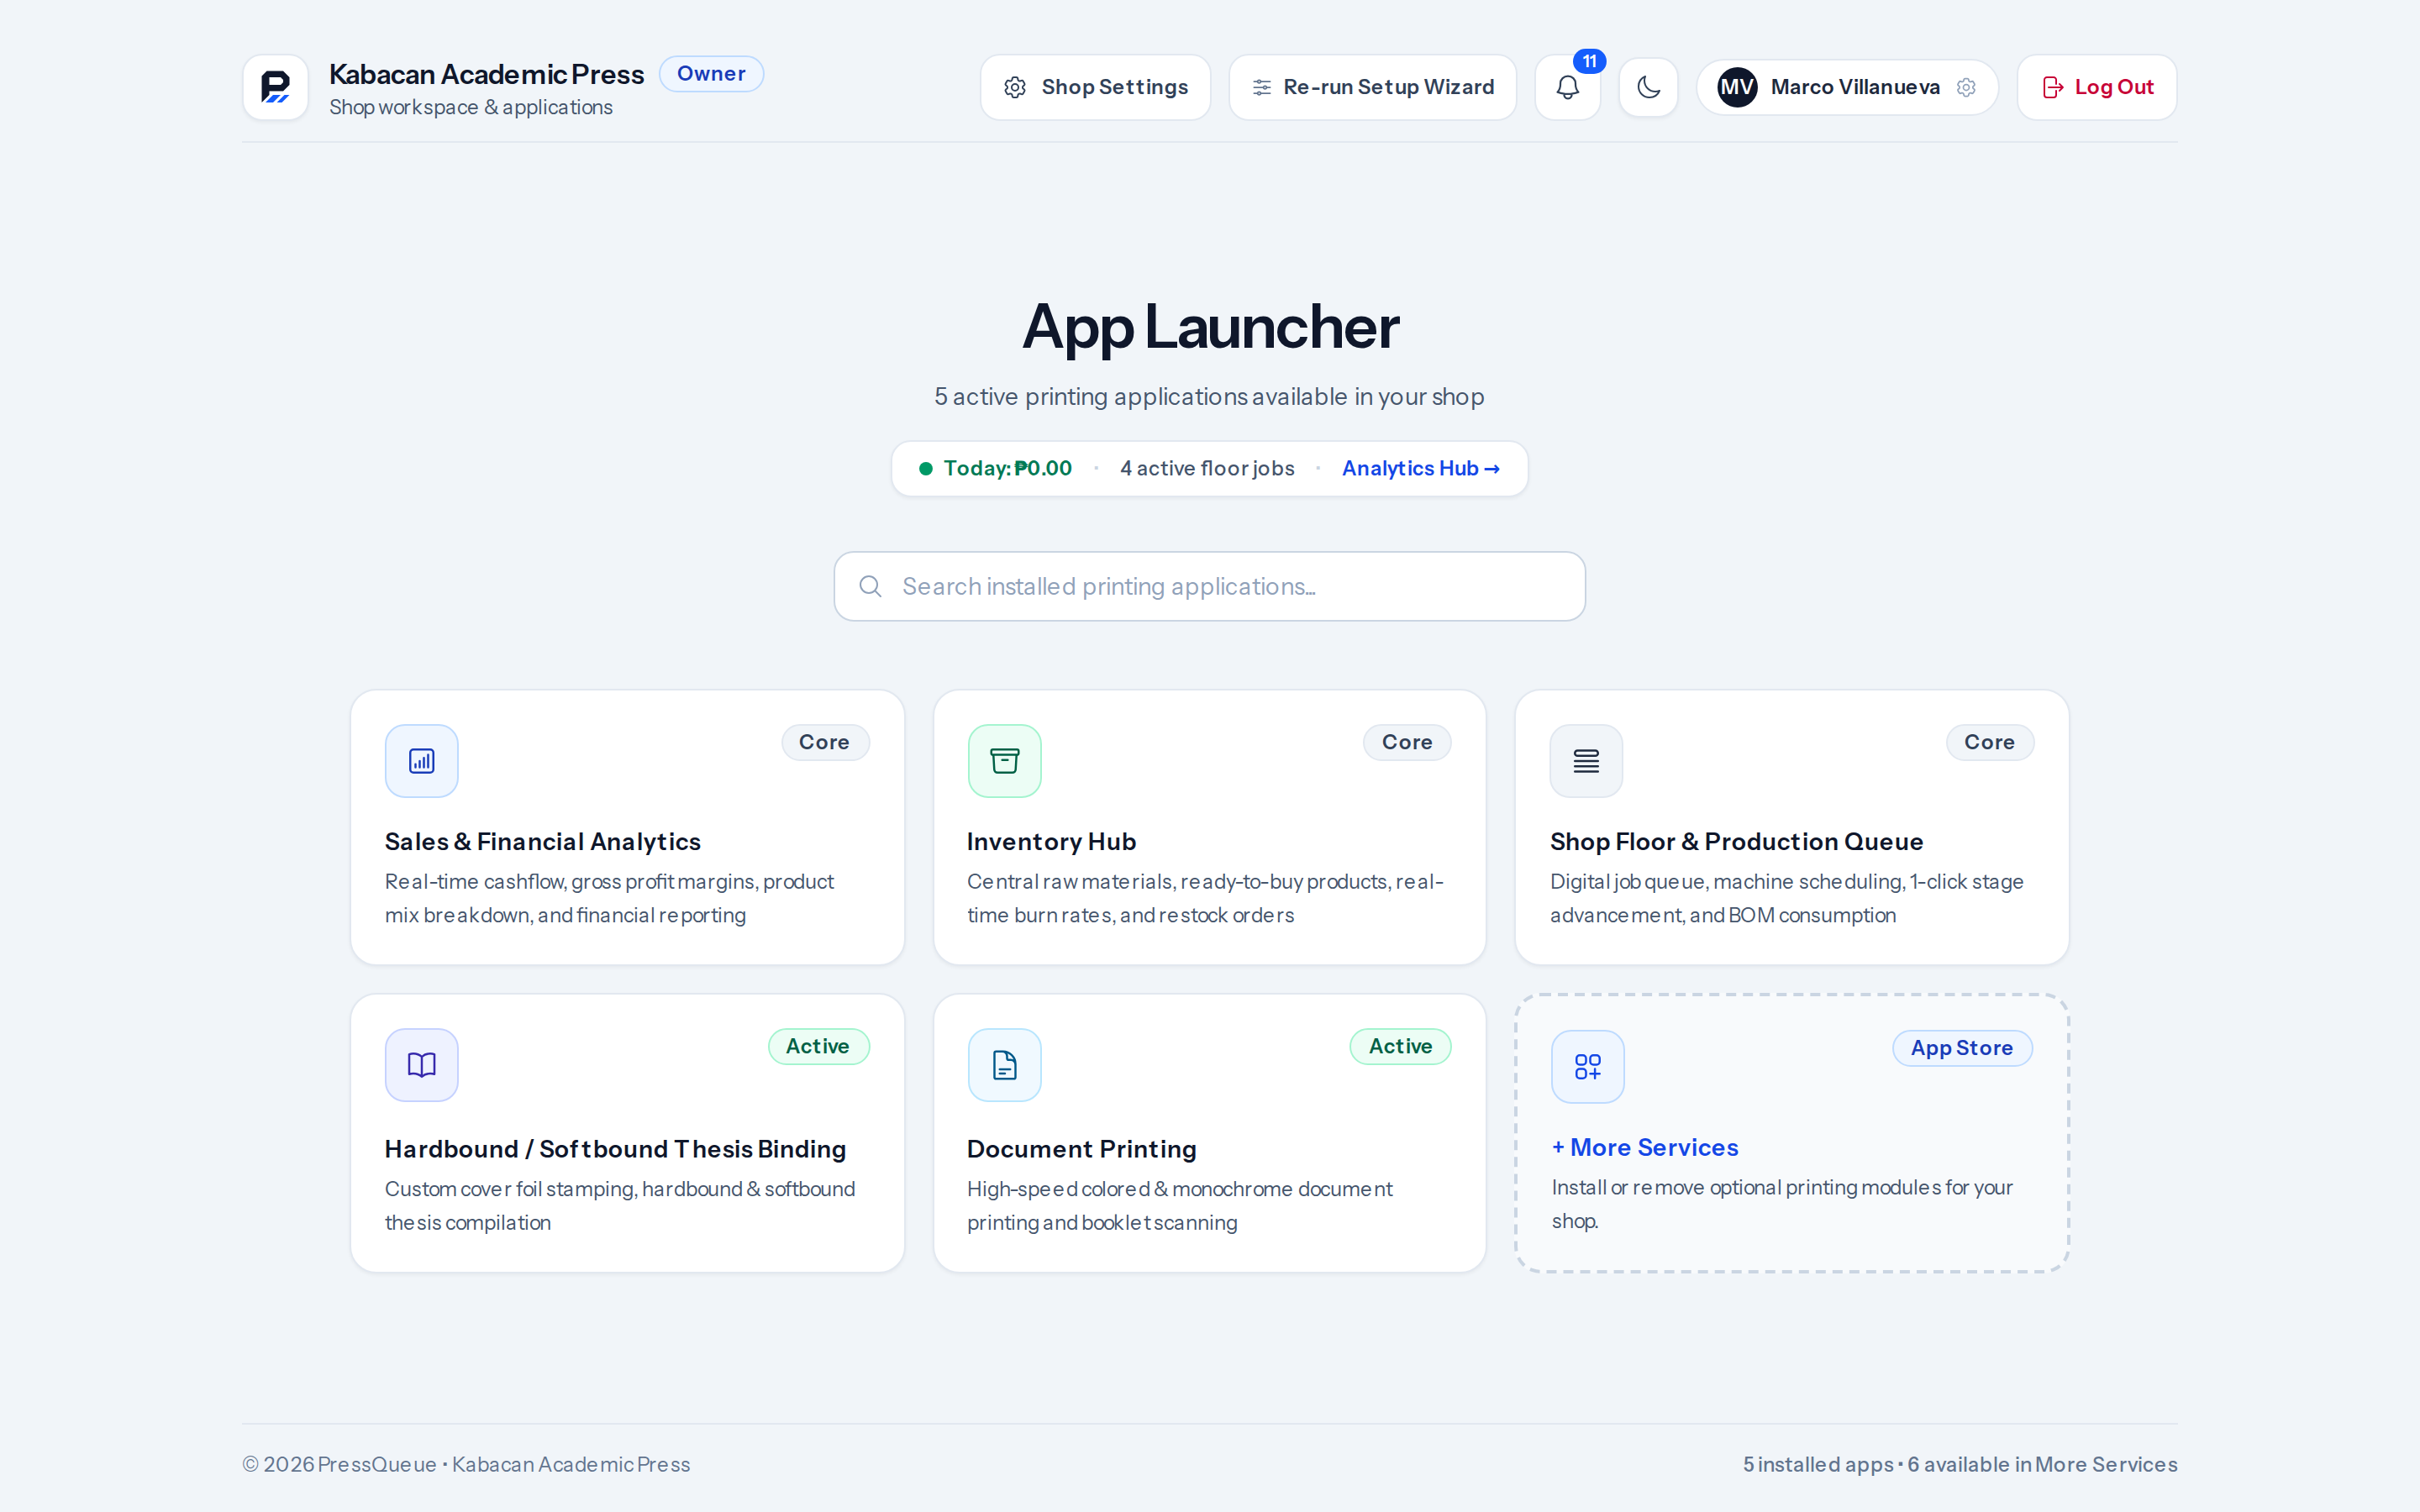 Kabacan Academic Press
Owner
Shop workspace & applications
Shop Settings
Re-run Setup Wizard
11
MV
Marco Villanueva
Log Out
App Launcher
5 active printing applications available in your shop
Today: ₱0.00 · 4 active floor jobs · Analytics Hub →
Search installed printing applications...
Core
Sales & Financial Analytics
Real-time cashflow, gross profit margins, product
mix breakdown, and financial reporting
Core
Inventory Hub
Central raw materials, ready-to-buy products, real-
time burn rates, and restock orders
Core
Shop Floor & Production Queue
Digital job queue, machine scheduling, 1-click stage
advancement, and BOM consumption
Active
Hardbound / Softbound Thesis Binding
Custom cover foil stamping, hardbound & softbound
thesis compilation
Active
Document Printing
High-speed colored & monochrome document
printing and booklet scanning
App Store
+ More Services
Install or remove optional printing modules for your
shop.
© 2026 PressQueue • Kabacan Academic Press
5 installed apps • 6 available in More Services